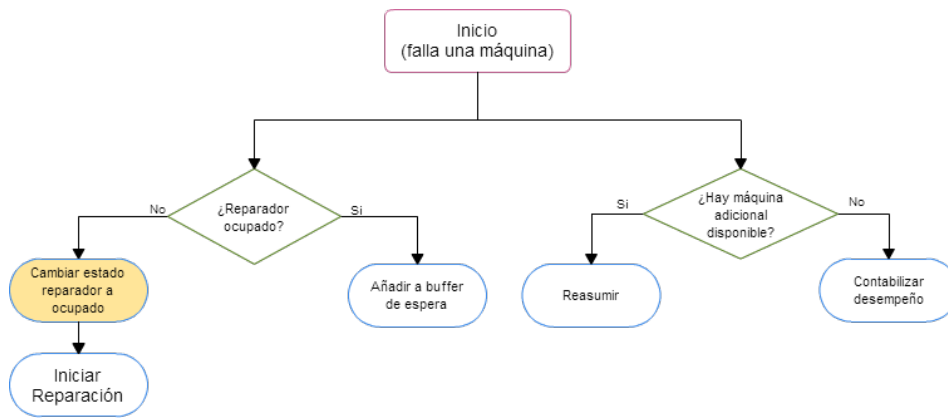 Inicio
(falla una máquina)
¿Reparador
ocupado?
No
Si
¿Hay máquina
adicional
disponible?
Si
No
Cambiar estado
reparador a
ocupado
Añadir a buffer
de espera
Reasumir
Contabilizar
desempeño
Iniciar
Reparación